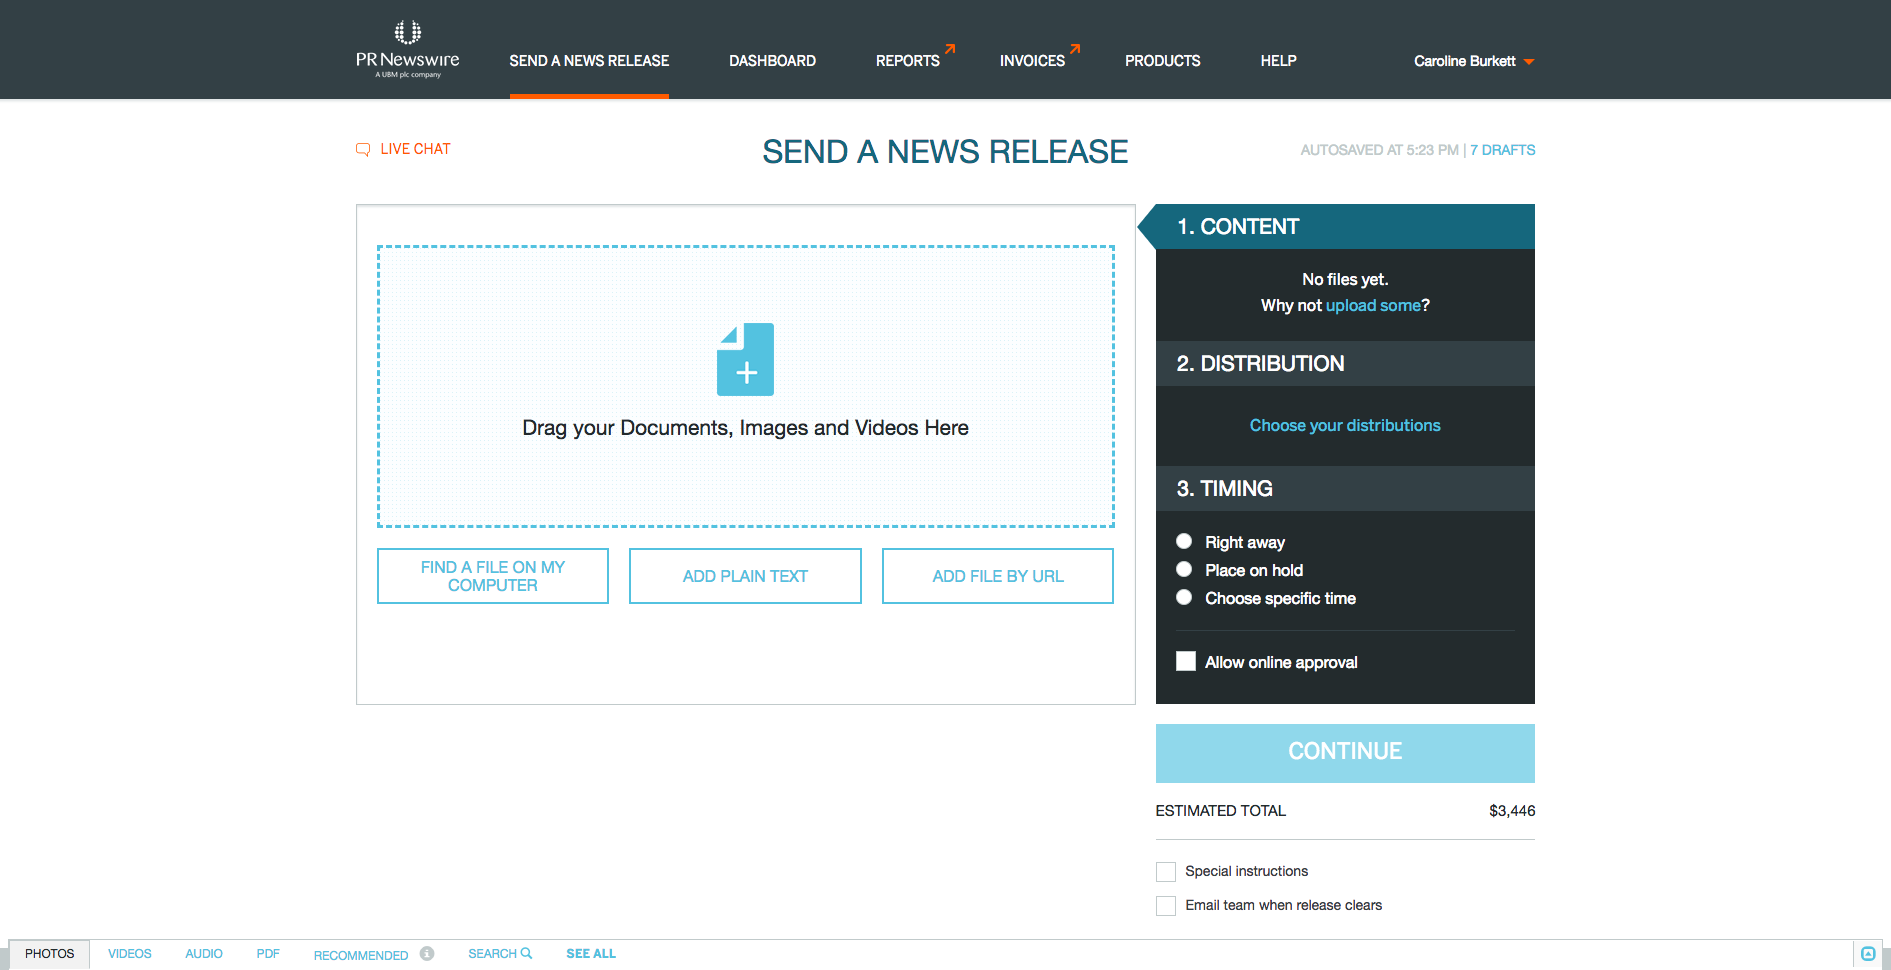 PR Newswire
A UBM plc company
SEND A NEWS RELEASE
DASHBOARD
REPORTS
INVOICES
PRODUCTS
HELP
Caroline Burkett
LIVE CHAT
SEND A NEWS RELEASE
AUTOSAVED AT 5:23 PM | 7 DRAFTS
Drag your Documents, Images and Videos Here
FIND A FILE ON MY
COMPUTER
ADD PLAIN TEXT
ADD FILE BY URL
1. CONTENT
No files yet.
Why not upload some?
2. DISTRIBUTION
Choose your distributions
3. TIMING
Right away
Place on hold
Choose specific time
Allow online approval
CONTINUE
ESTIMATED TOTAL $3,446
Special instructions
Email team when release clears
PHOTOS
VIDEOS
AUDIO
PDF
RECOMMENDED
SEARCH
SEE ALL